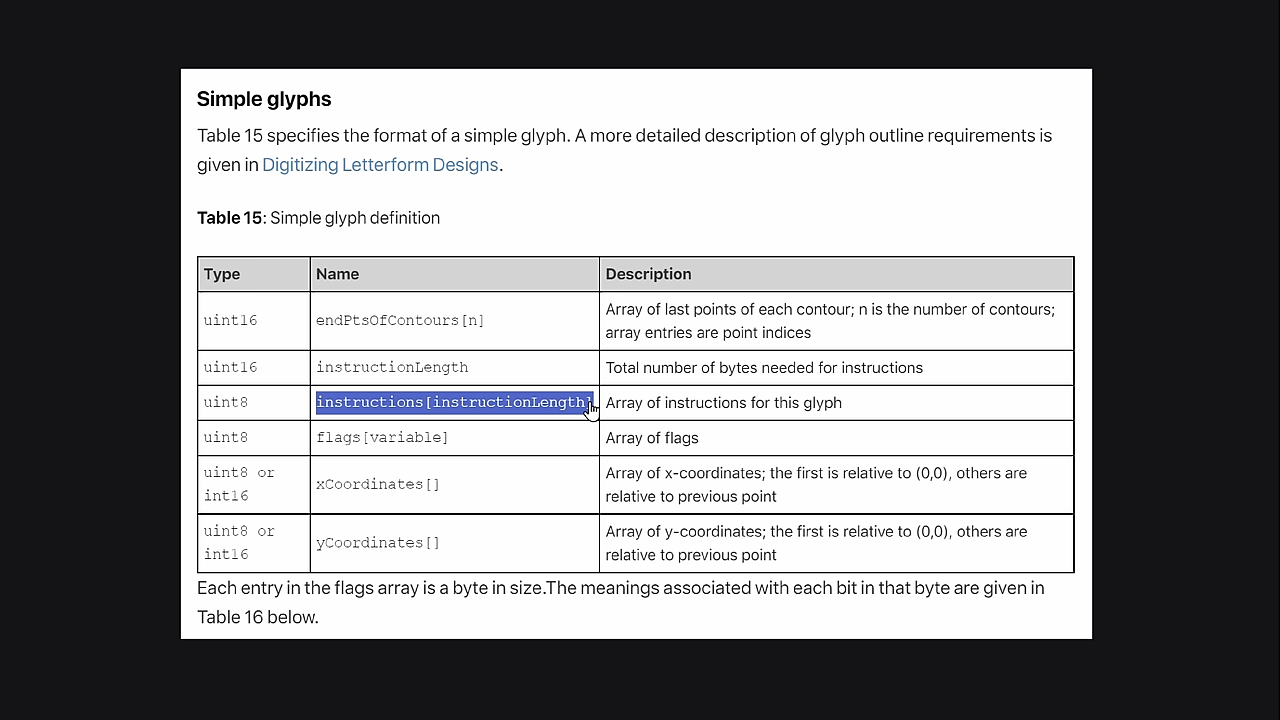 Simple glyphs
Table 15 specifies the format of a simple glyph. A more detailed description of glyph outline requirements is
given in Digitizing Letterform Designs.
Table 15: Simple glyph definition
Type Name Description
uint16 endPtsOfContours[n] Array of last points of each contour; n is the number of contours;
array entries are point indices
uint16 instructionLength Total number of bytes needed for instructions
uint8 instructions[instructionLength] Array of instructions for this glyph
uint8 flags[variable] Array of flags
uint8 or
int16 xCoordinates[] Array of x-coordinates; the first is relative to (0,0), others are
relative to previous point
uint8 or
int16 yCoordinates[] Array of y-coordinates; the first is relative to (0,0), others are
relative to previous point
Each entry in the flags array is a byte in size.The meanings associated with each bit in that byte are given in
Table 16 below.